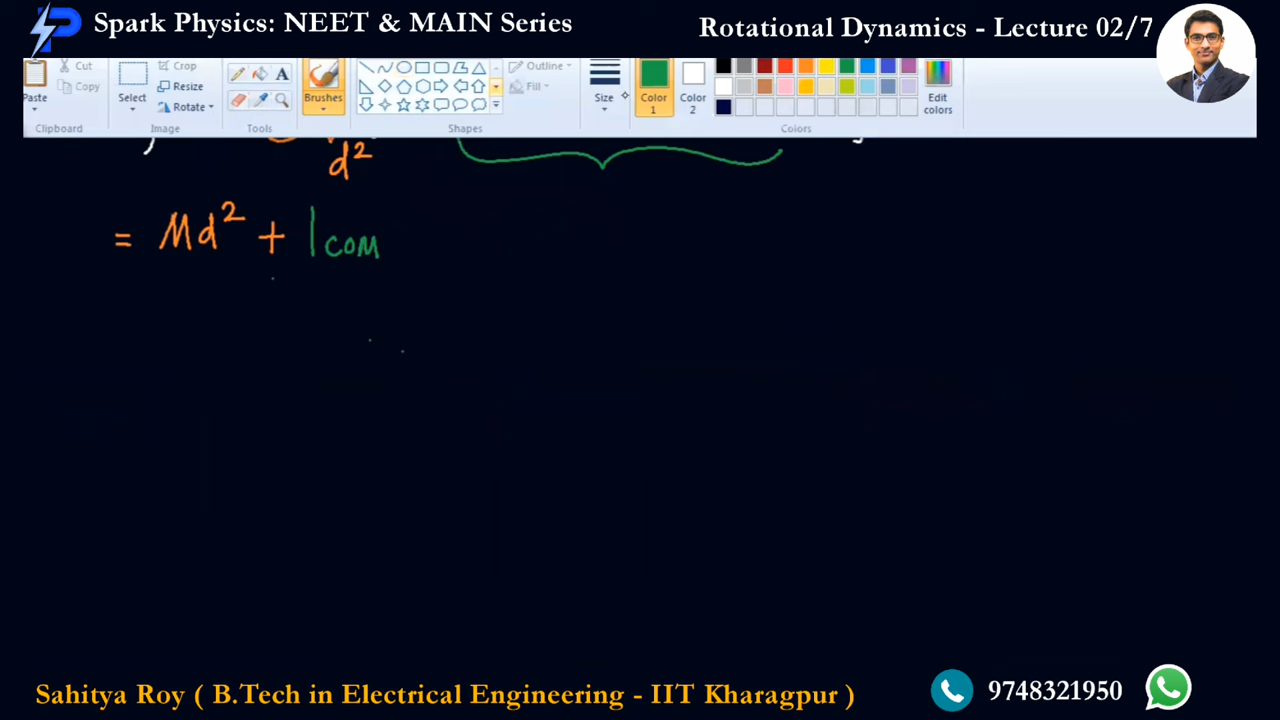 Spark Physics: NEET & MAIN Series
Rotational Dynamics - Lecture 02/7
Paste
Cut
Copy
Clipboard
Select
Crop
Resize
Rotate
Image
A
Tools
Brushes
Shapes
Outline
Fill
Size
Color 1
Color 2
Edit colors
Colors
d²
= Md² + Icom
Sahitya Roy ( B.Tech in Electrical Engineering - IIT Kharagpur )
9748321950